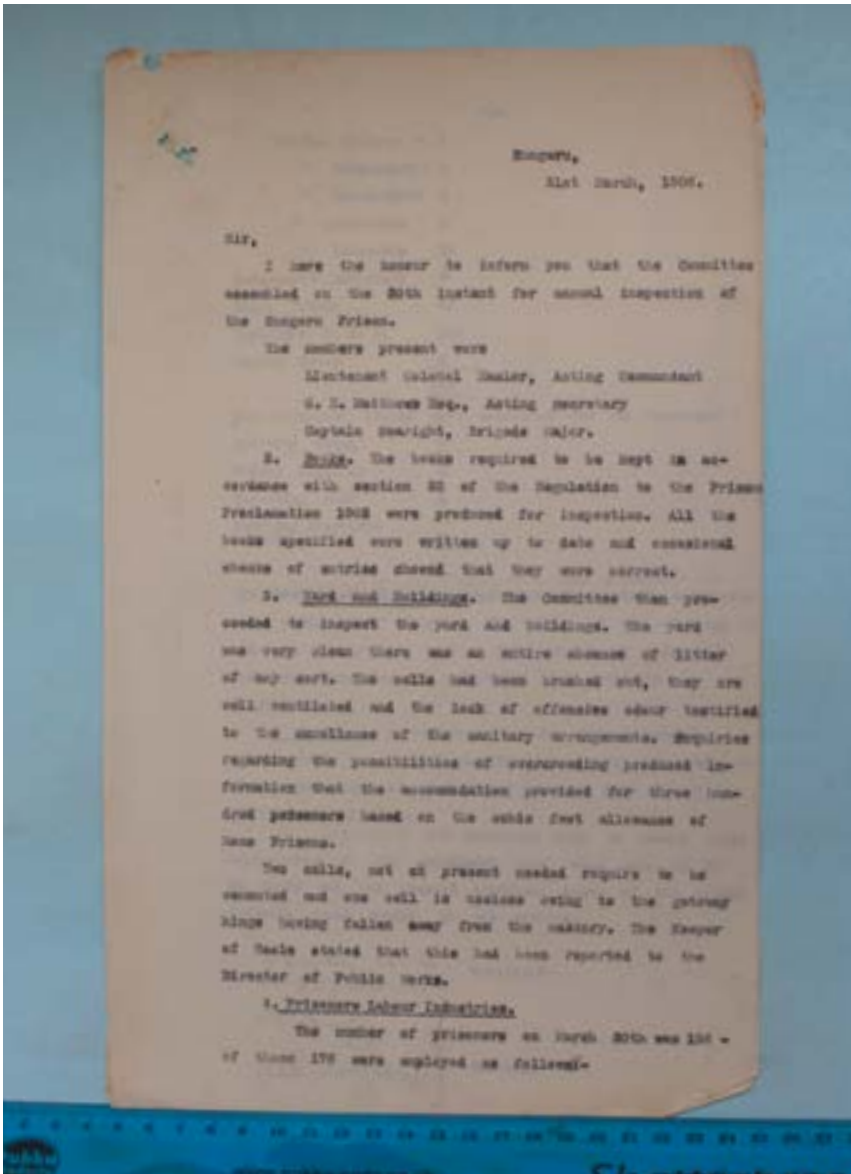 Zungeru,
31st March, 190
Sir,
I have the honour to inform you that the Committee
assembled on the 30th instant for annual inspection of
the Zungeru Prison.
The members present were
Lieutenant Colonel Hasler, Acting Commandant
Esq., Acting Secretary
Captain Searight, Brigade Major.
2. Books. The books required to be kept in ac-
cordance with section of the Regulation to the Prison
Proclamation were produced for inspection. All the
books specified were written up to date and occasional
checks of entries showed that they were correct.
3. Yard and Buildings. The Committee then pro-
ceeded to inspect the yard and buildings. The yard
was very clean there was an entire absence of litter
of any sort. The cells had been brushed out, they are
well ventilated and the lack of offensive odour testified
to the excellence of the sanitary arrangements. Enquiries
regarding the possibilities of overcrowding produced in-
formation that the accommodation provided for three hun-
dred prisoners based on the cubic feet allowance of
Home Prisons.
Two cells, not at present needed require to be
cemented and one cell is useless owing to the
having fallen away from the masonry. The Keeper
of Gaols stated that this had been reported to the
Director of Public Works.
4. Prisoners Labour Industries.
The number of prisoners on March 30th was
of these 176 were employed as follows:-